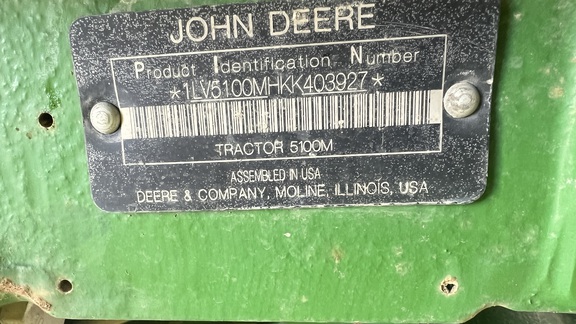 JOHN DEERE
Product Identification Number
*1LV5100MHKK403927*
TRACTOR 5100M
ASSEMBLED IN USA
DEERE & COMPANY, MOLINE, ILLINOIS, USA